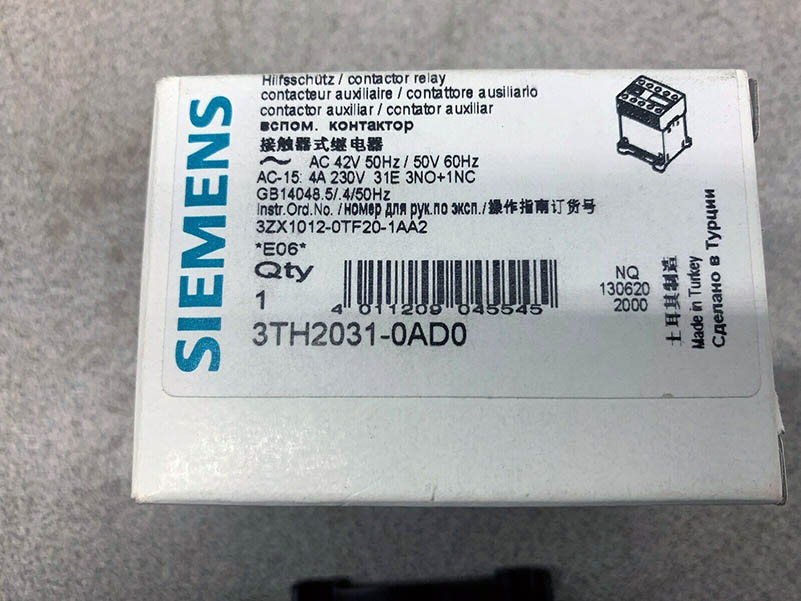 SIEMENS
Hilfsschütz / contactor relay
contacteur auxiliaire / contattore ausiliario
contactor auxiliar / contator auxiliar
вспом. контактор
接触器式继电器
~ AC 42V 50Hz / 50V 60Hz
AC-15: 4A 230V 31E 3NO+1NC
GB14048.5/.4/50Hz
Instr.Ord.No. / номер для рук.по эксп./操作指南订货号
3ZX1012-0TF20-1AA2
*E06*
Qty
1
4 011209 045545
3TH2031-0AD0
NQ
130620
2000
土耳其制造
Made in Turkey
Сделано в Турции